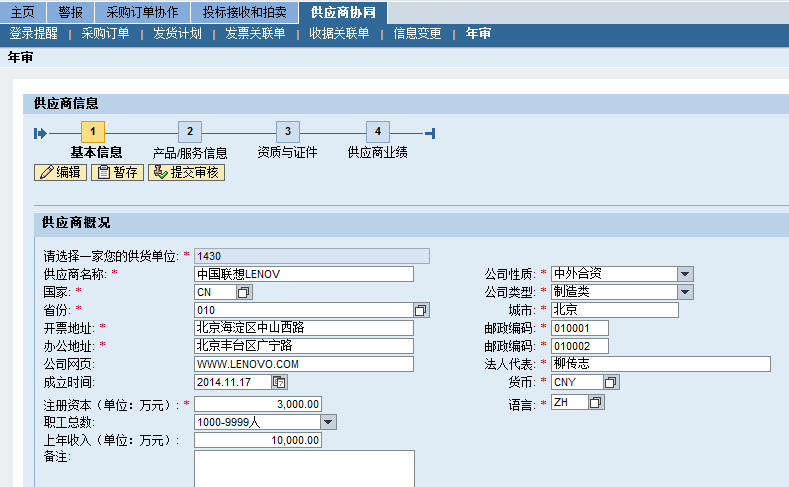 主页 警报 采购订单协作 投标接收和拍卖 供应商协同
登录提醒 | 采购订单 | 发货计划 | 发票关联单 | 收据关联单 | 信息变更 | 年审
年审
供应商信息
1 2 3 4
基本信息 产品/服务信息 资质与证件 供应商业绩
编辑 暂存 提交审核
供应商概况
请选择一家您的供货单位: * 1430
供应商名称: * 中国联想LENOV 公司性质: * 中外合资
国家: * CN 公司类型: * 制造类
省份: * 010 城市: * 北京
开票地址: * 北京海淀区中山西路 邮政编码: * 010001
办公地址: * 北京丰台区广宁路 邮政编码: * 010002
公司网页: WWW.LENOVO.COM 法人代表: * 柳传志
成立时间: 2014.11.17 货币: * CNY
注册资本（单位：万元）: * 3,000.00 语言: * ZH
职工总数: 1000-9999人
上年收入（单位：万元）: 10,000.00
备注: